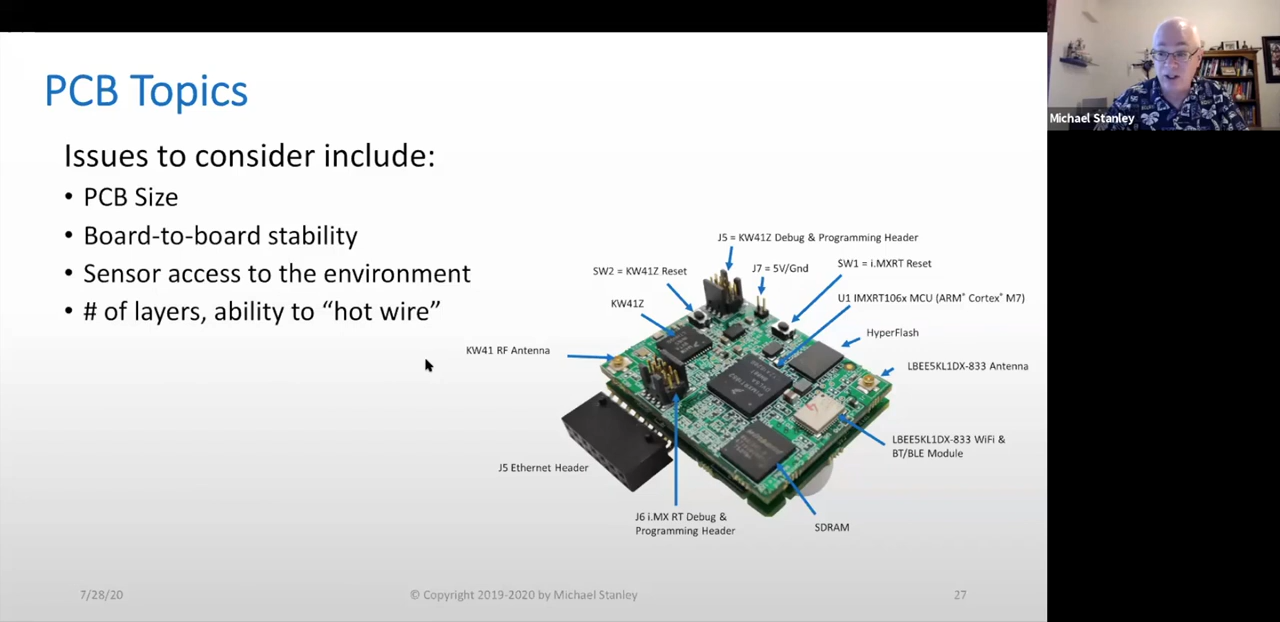 PCB Topics
Michael Stanley
Issues to consider include:
• PCB Size
• Board-to-board stability
• Sensor access to the environment
• # of layers, ability to “hot wire”
J5 = KW41Z Debug & Programming Header
SW2 = KW41Z Reset
J7 = 5V/Gnd
SW1 = i.MXRT Reset
KW41Z
U1 IMXRT106x MCU (ARM® Cortex® M7)
HyperFlash
KW41 RF Antenna
LBEE5KL1DX-833 Antenna
LBEE5KL1DX-833 WiFi &
BT/BLE Module
J5 Ethernet Header
J6 i.MX RT Debug &
Programming Header
SDRAM
7/28/20
© Copyright 2019-2020 by Michael Stanley
27